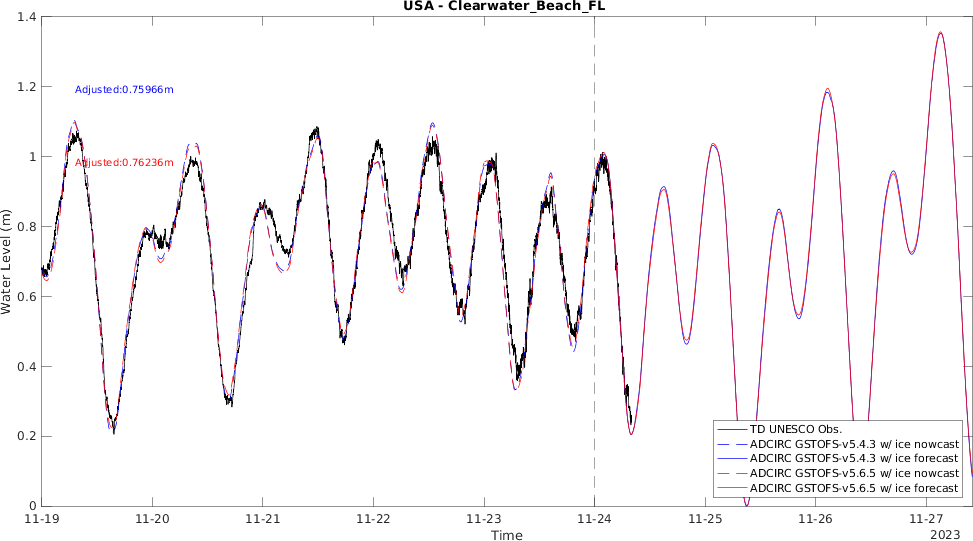 USA - Clearwater_Beach_FL
1.4
1.2
1
0.8
0.6
0.4
0.2
0
Water Level (m)
Adjusted:0.75966m
Adjusted:0.76236m
TD UNESCO Obs.
ADCIRC GSTOFS-v5.4.3 w/ ice nowcast
ADCIRC GSTOFS-v5.4.3 w/ ice forecast
ADCIRC GSTOFS-v5.6.5 w/ ice nowcast
ADCIRC GSTOFS-v5.6.5 w/ ice forecast
11-19 11-20 11-21 11-22 11-23 11-24 11-25 11-26 11-27
Time
2023